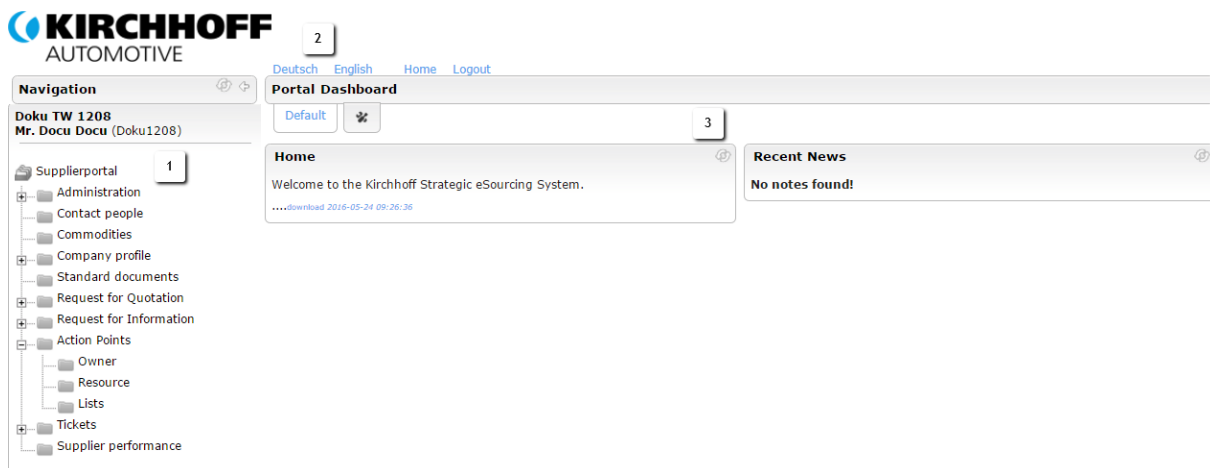 KIRCHHOFF
AUTOMOTIVE
2
Deutsch English Home Logout
Navigation
Portal Dashboard
Doku TW 1208
Mr. Docu Docu (Doku1208)
Default
3
1
Supplierportal
Administration
Contact people
Commodities
Company profile
Standard documents
Request for Quotation
Request for Information
Action Points
Owner
Resource
Lists
Tickets
Supplier performance
Home
Welcome to the Kirchhoff Strategic eSourcing System.
....download 2016-05-24 09:26:36
Recent News
No notes found!